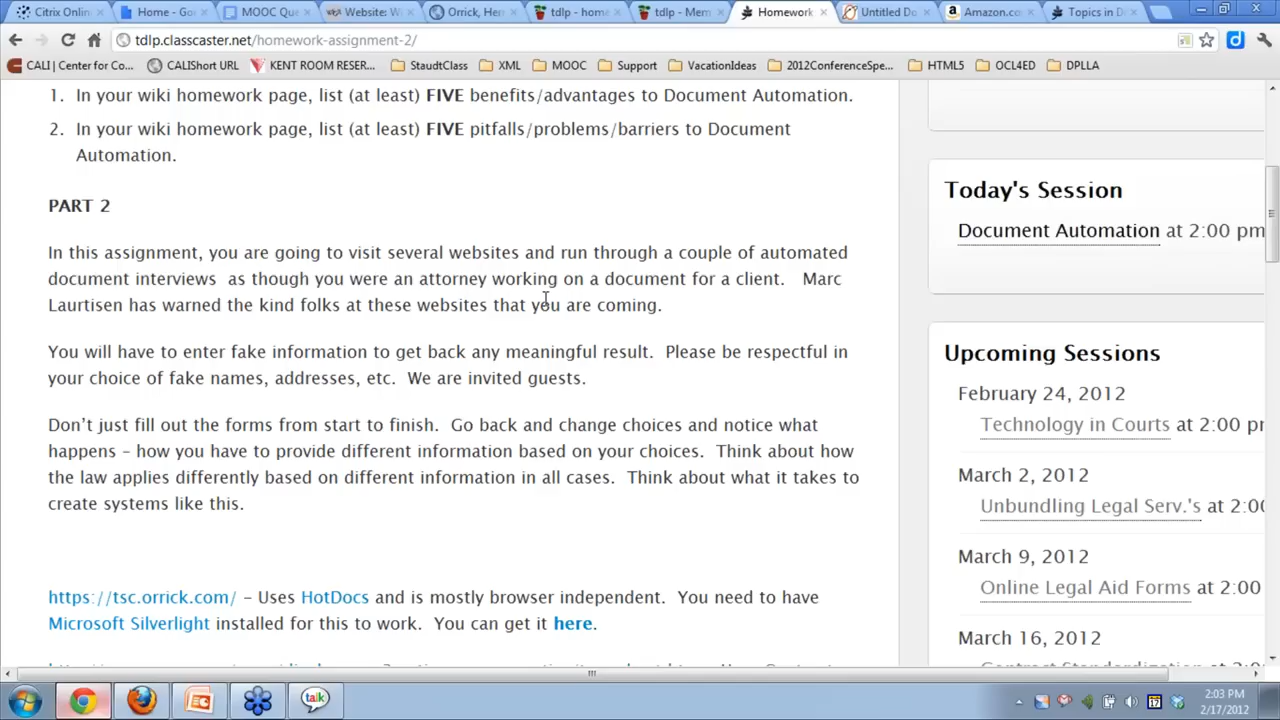 Citrix Onlin
Home - Go
MOOC Que
Website: Wi
Orrick, Her
tdlp - home
tdlp - Mem
Homework
Untitled Do
Amazon.co
Topics in D
tdlp.classcaster.net/homework-assignment-2/
CALI | Center for Co...
CALIShort URL
KENT ROOM RESER...
StaudtClass
XML
MOOC
Support
VacationIdeas
2012ConferenceSpe...
HTML5
OCL4ED
DPLLA
1. In your wiki homework page, list (at least) FIVE benefits/advantages to Document Automation.
2. In your wiki homework page, list (at least) FIVE pitfalls/problems/barriers to Document
Automation.
PART 2
In this assignment, you are going to visit several websites and run through a couple of automated
document interviews as though you were an attorney working on a document for a client. Marc
Laurtisen has warned the kind folks at these websites that you are coming.
You will have to enter fake information to get back any meaningful result. Please be respectful in
your choice of fake names, addresses, etc. We are invited guests.
Don't just fill out the forms from start to finish. Go back and change choices and notice what
happens – how you have to provide different information based on your choices. Think about how
the law applies differently based on different information in all cases. Think about what it takes to
create systems like this.
https://tsc.orrick.com/ – Uses HotDocs and is mostly browser independent. You need to have
Microsoft Silverlight installed for this to work. You can get it here.
Today's Session
Document Automation at 2:00 pm
Upcoming Sessions
February 24, 2012
Technology in Courts at 2:00 pr
March 2, 2012
Unbundling Legal Serv.'s at 2:00
March 9, 2012
Online Legal Aid Forms at 2:00
March 16, 2012
talk
17
2:03 PM
2/17/2012